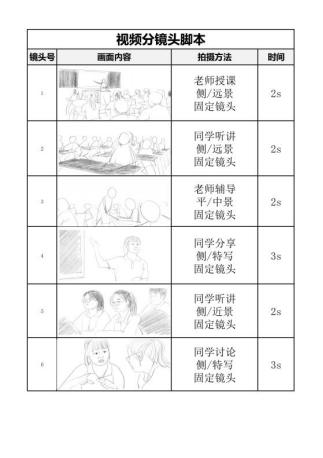 视频分镜头脚本
镜头号 画面内容 拍摄方法 时间
1 老师授课 2s
侧/远景
固定镜头
2 同学听讲 2s
侧/远景
固定镜头
3 老师辅导 2s
平/中景
固定镜头
4 同学分享 3s
侧/特写
固定镜头
5 同学听讲 2s
侧/近景
固定镜头
6 同学讨论 3s
侧/特写
固定镜头